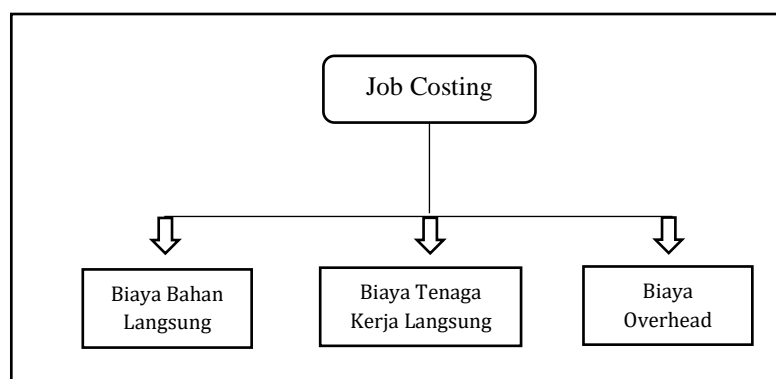 Job Costing
Biaya Bahan
Langsung
Biaya Tenaga
Kerja Langsung
Biaya
Overhead